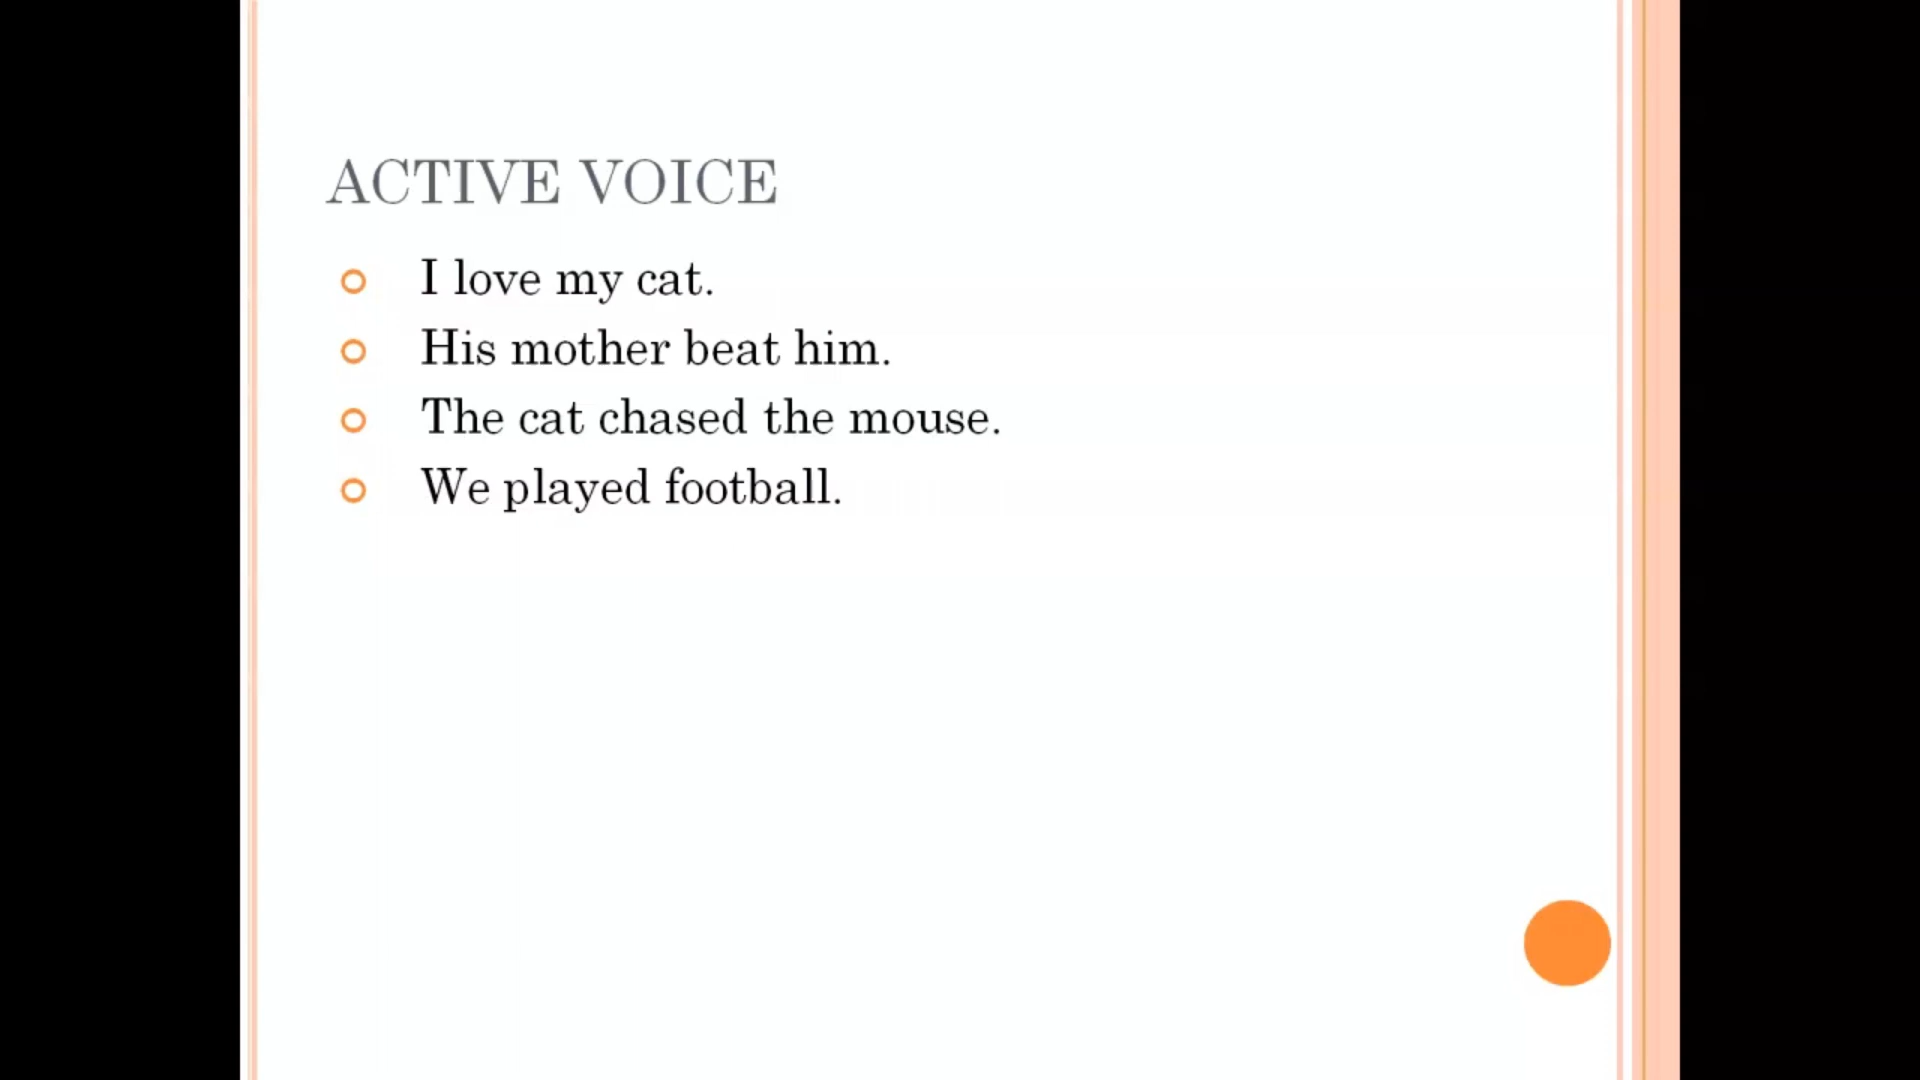 ACTIVE VOICE
I love my cat.
His mother beat him.
The cat chased the mouse.
We played football.